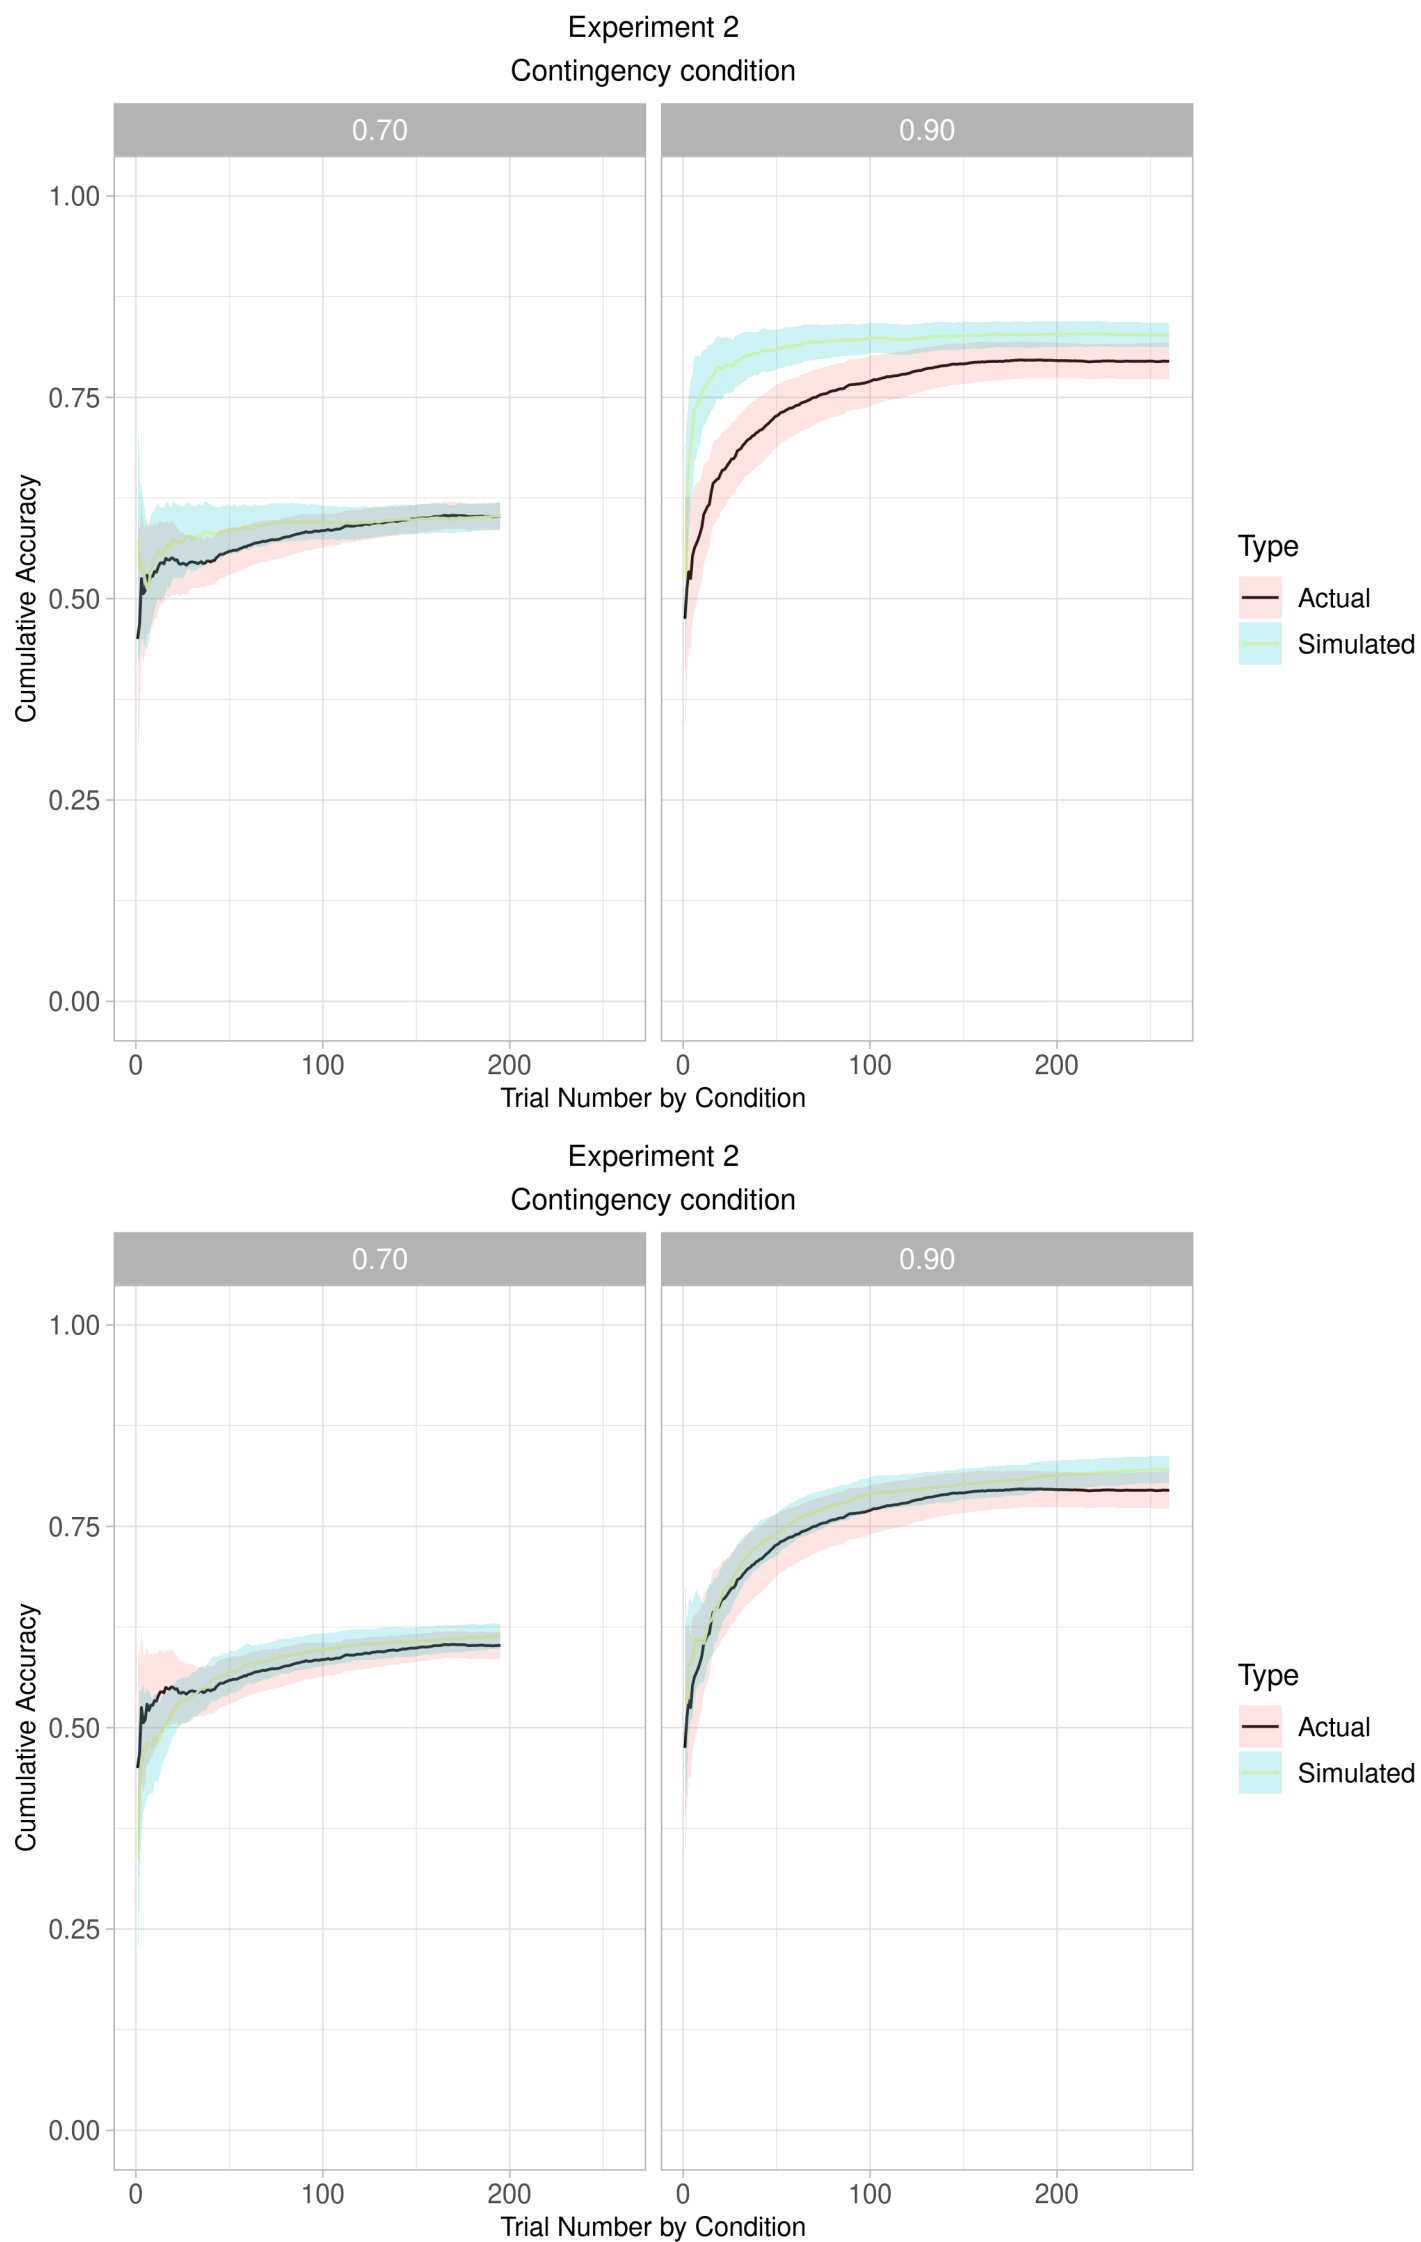 Experiment 2
Contingency condition
0.70 0.90
1.00
0.75
0.50
0.25
0.00
Cumulative Accuracy
0 100 200 0 100 200
Trial Number by Condition
Type
Actual
Simulated
Experiment 2
Contingency condition
0.70 0.90
1.00
0.75
0.50
0.25
0.00
Cumulative Accuracy
0 100 200 0 100 200
Trial Number by Condition
Type
Actual
Simulated